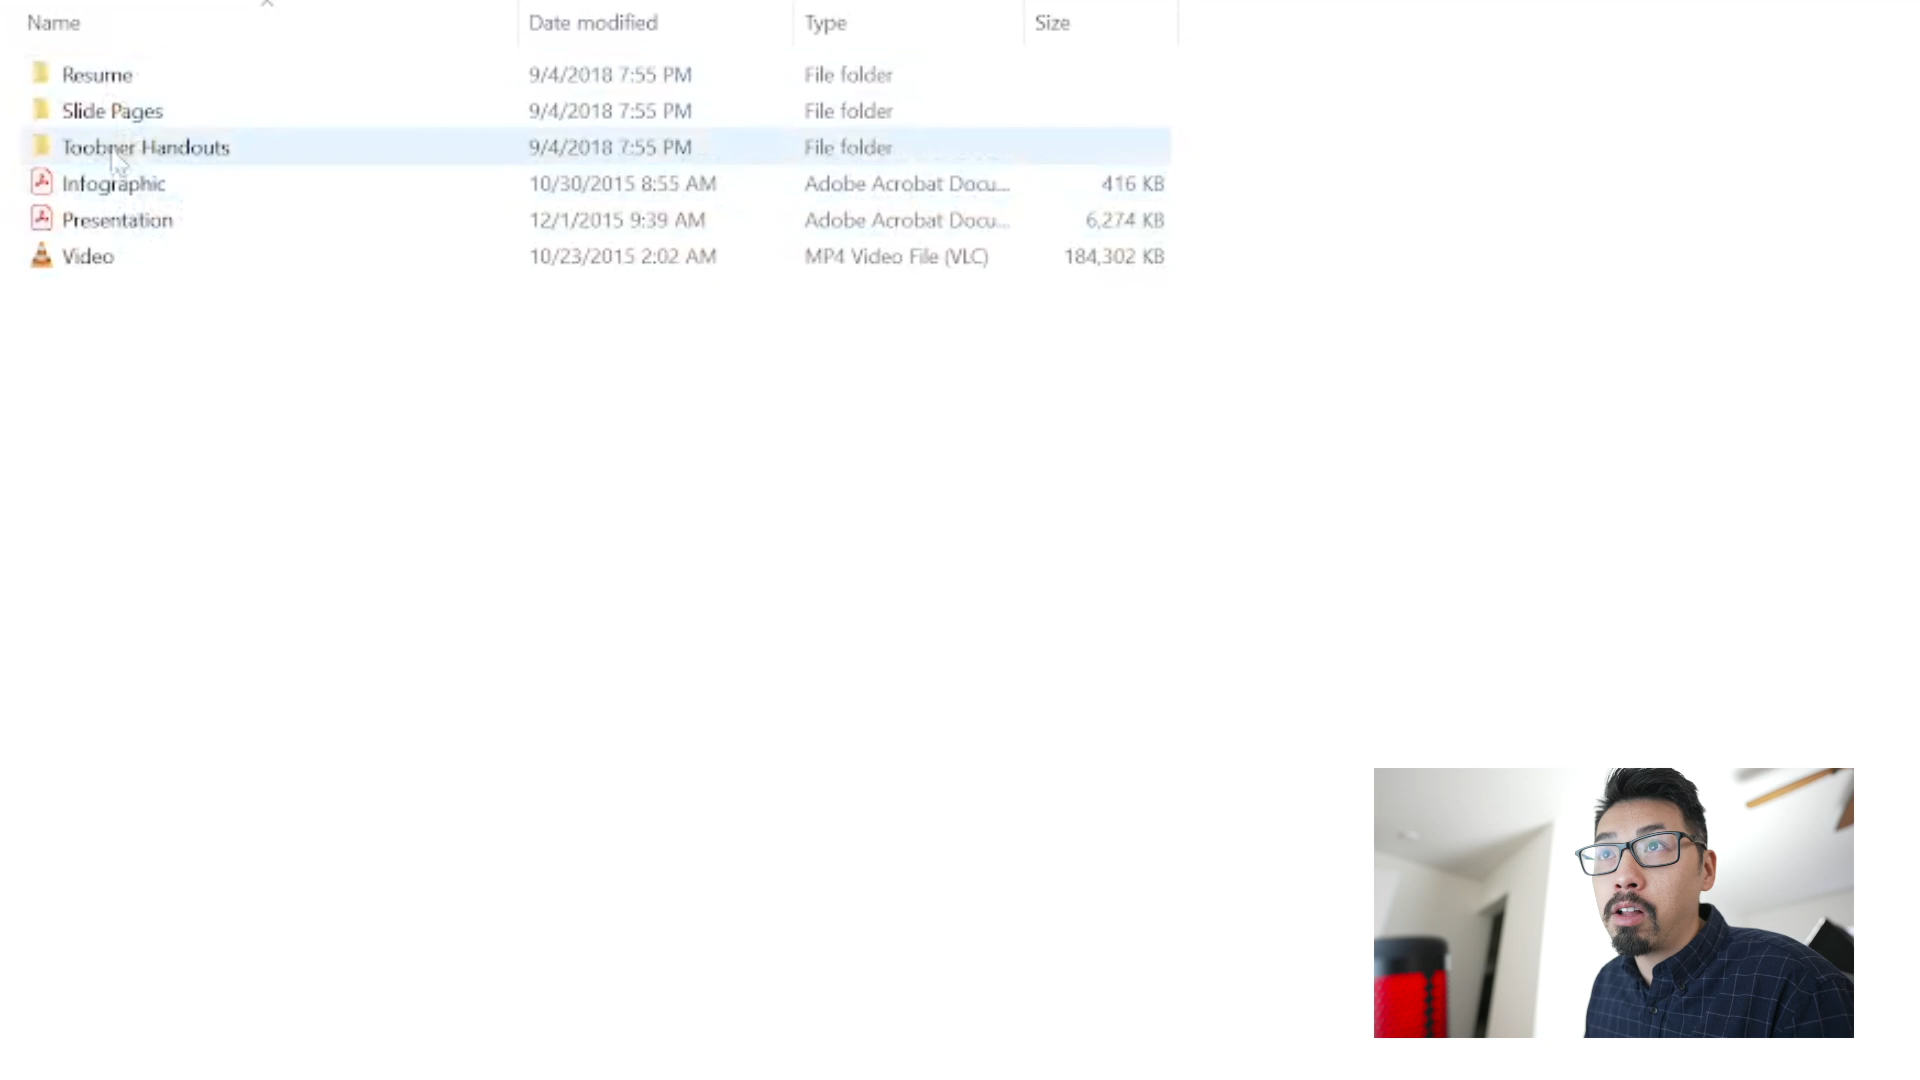 Name Date modified Type Size
Resume 9/4/2018 7:55 PM File folder
Slide Pages 9/4/2018 7:55 PM File folder
Toobner Handouts 9/4/2018 7:55 PM File folder
Infographic 10/30/2015 8:55 AM Adobe Acrobat Docu... 416 KB
Presentation 12/1/2015 9:39 AM Adobe Acrobat Docu... 6,274 KB
Video 10/23/2015 2:02 AM MP4 Video File (VLC) 184,302 KB